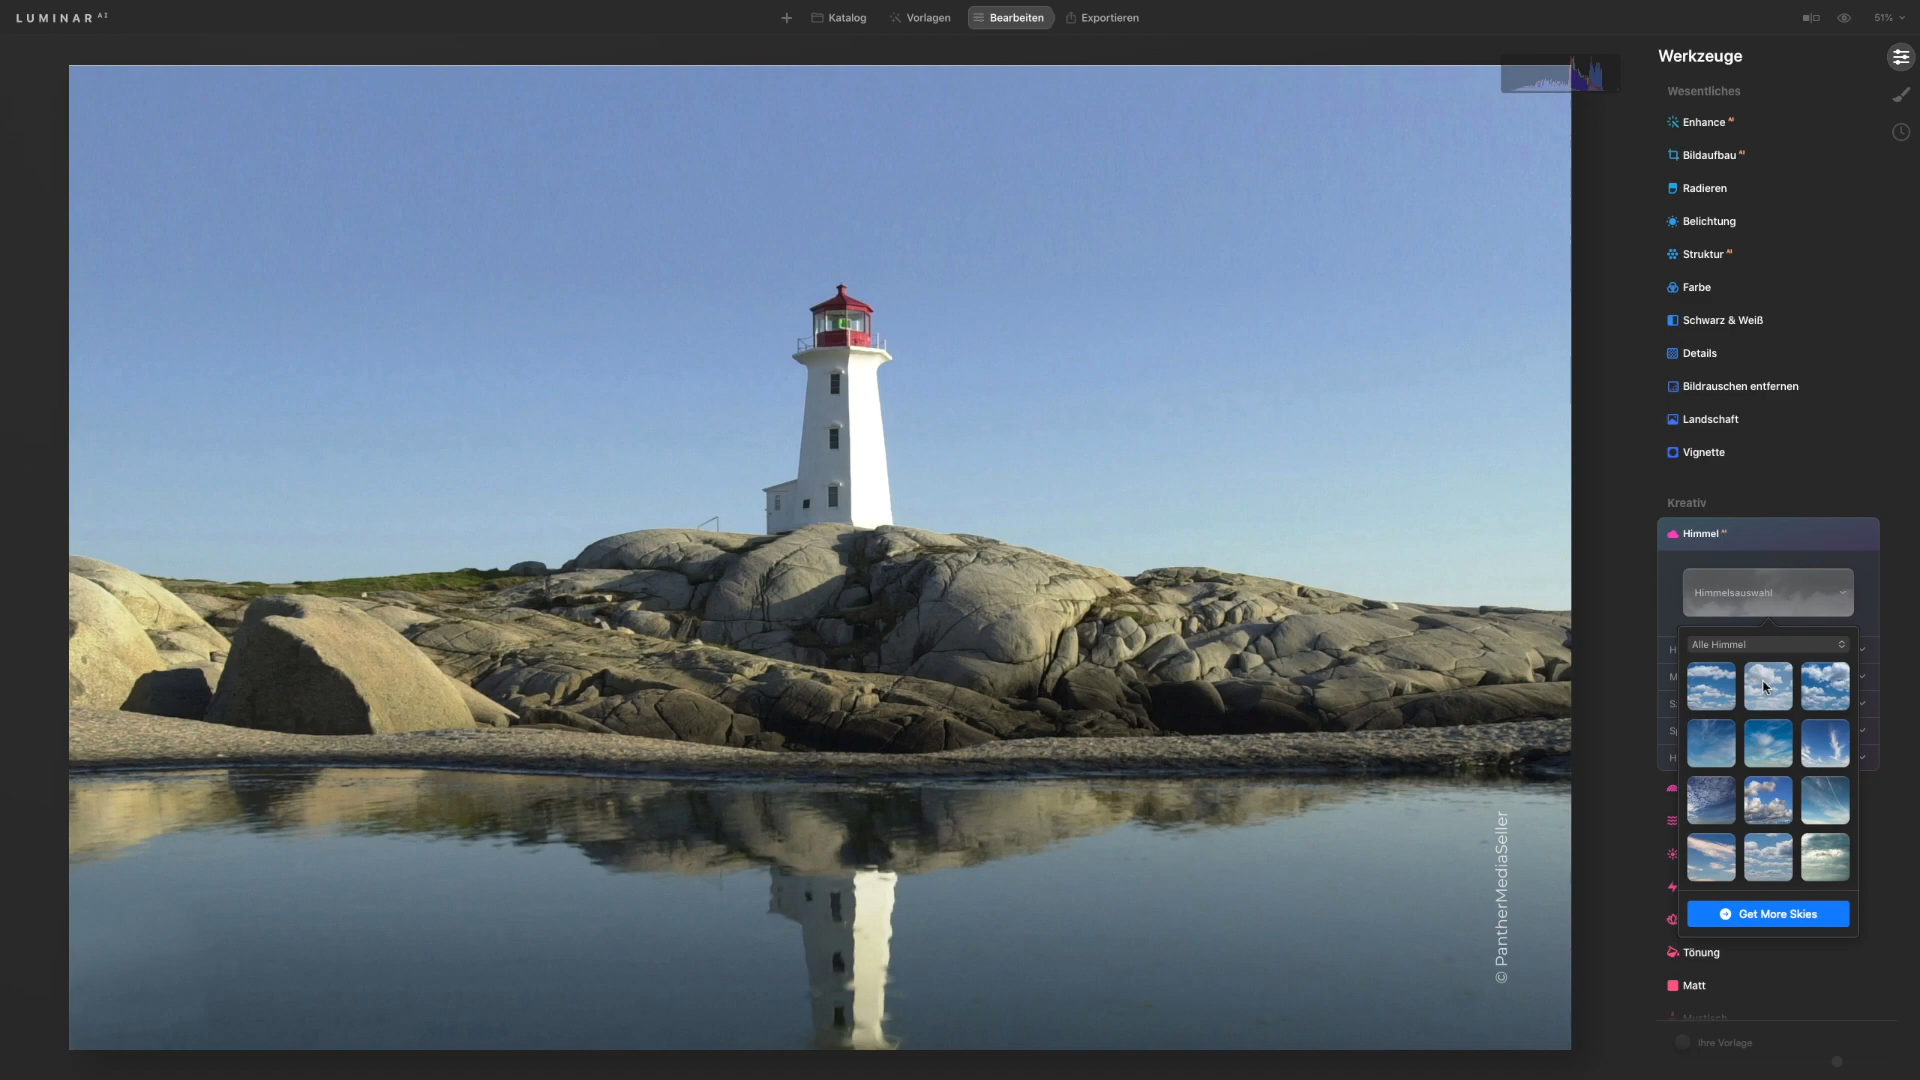 LUMINAR AI
Katalog
Vorlagen
Bearbeiten
Exportieren
51%
Werkzeuge
Wesentliches
Enhance AI
Bildaufbau AI
Radieren
Belichtung
Struktur AI
Farbe
Schwarz & Weiß
Details
Bildrauschen entfernen
Landschaft
Vignette
Kreativ
Himmel AI
Himmelsauswahl
Alle Himmel
Get More Skies
Tönung
Matt
Mystisch
Ihre Vorlage
© PantherMediaSeller